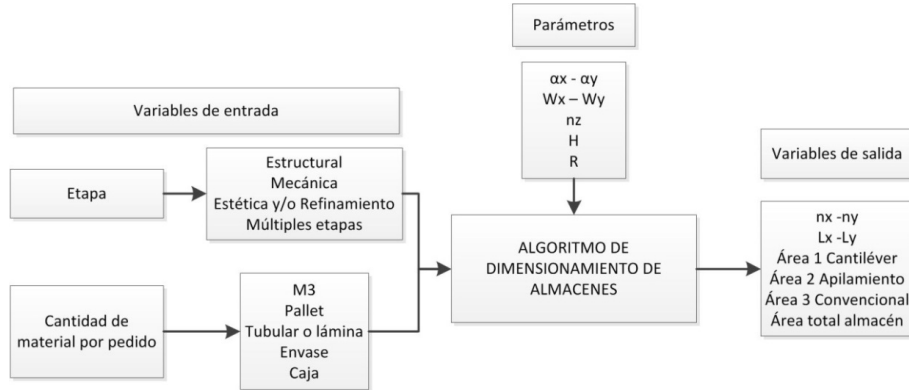 Parámetros
αx - αy
Wx – Wy
nz
H
R
Variables de entrada
Etapa
Estructural
Mecánica
Estética y/o Refinamiento
Múltiples etapas
Cantidad de
material por pedido
M3
Pallet
Tubular o lámina
Envase
Caja
ALGORITMO DE
DIMENSIONAMIENTO DE
ALMACENES
Variables de salida
nx -ny
Lx -Ly
Área 1 Cantiléver
Área 2 Apilamiento
Área 3 Convencional
Área total almacén